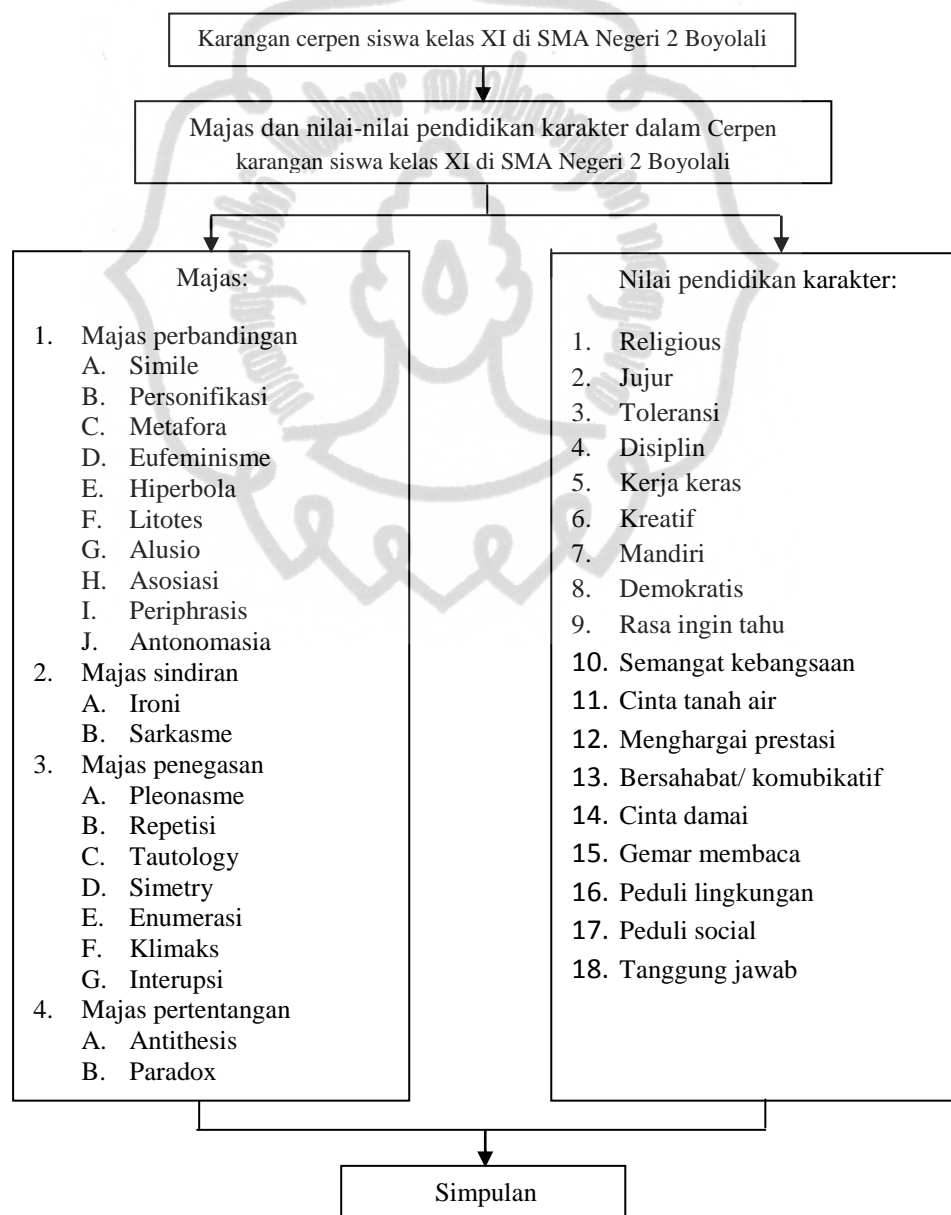 Karangan cerpen siswa kelas XI di SMA Negeri 2 Boyolali
Majas dan nilai-nilai pendidikan karakter dalam Cerpen
karangan siswa kelas XI di SMA Negeri 2 Boyolali
Majas:
1. Majas perbandingan
A. Simile
B. Personifikasi
C. Metafora
D. Eufeminisme
E. Hiperbola
F. Litotes
G. Alusio
H. Asosiasi
I. Periphrasis
J. Antonomasia
2. Majas sindiran
A. Ironi
B. Sarkasme
3. Majas penegasan
A. Pleonasme
B. Repetisi
C. Tautology
D. Simetry
E. Enumerasi
F. Klimaks
G. Interupsi
4. Majas pertentangan
A. Antithesis
B. Paradox
Nilai pendidikan karakter:
1. Religious
2. Jujur
3. Toleransi
4. Disiplin
5. Kerja keras
6. Kreatif
7. Mandiri
8. Demokratis
9. Rasa ingin tahu
10. Semangat kebangsaan
11. Cinta tanah air
12. Menghargai prestasi
13. Bersahabat/ komubikatif
14. Cinta damai
15. Gemar membaca
16. Peduli lingkungan
17. Peduli social
18. Tanggung jawab
Simpulan